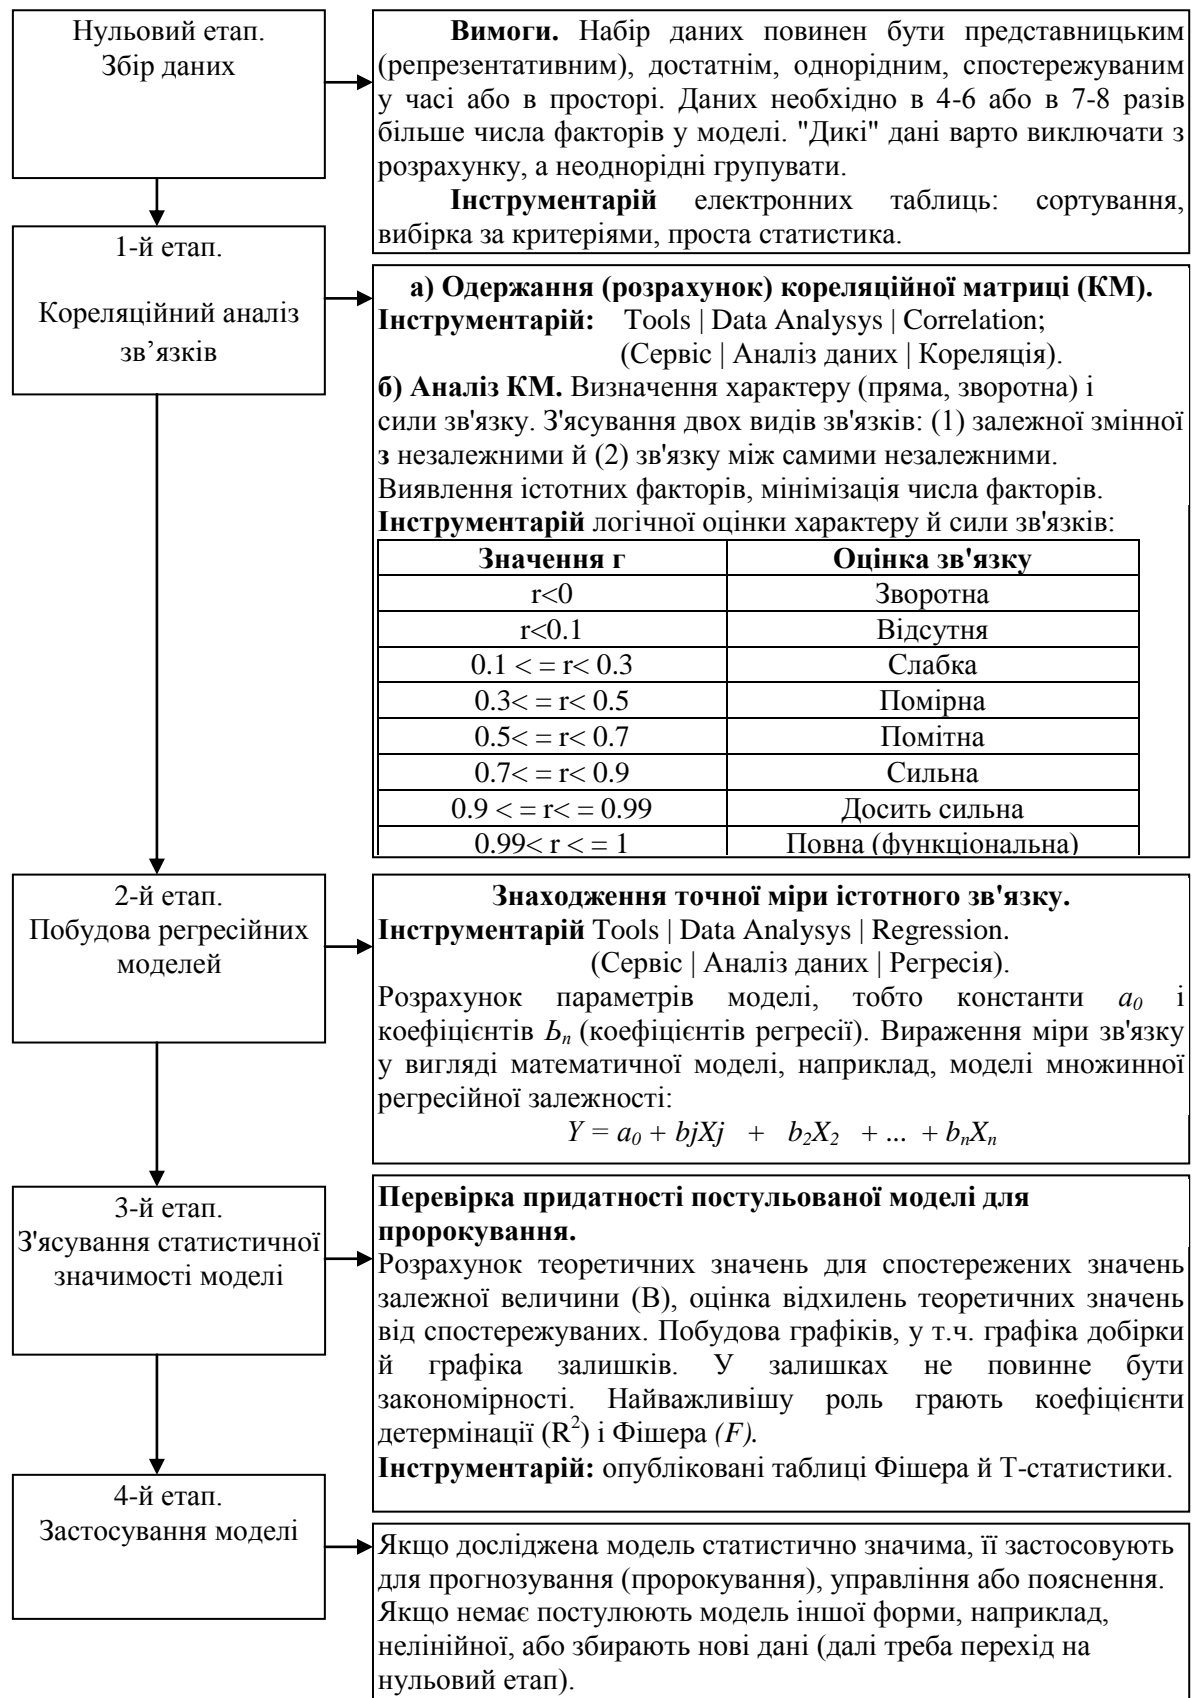 Нульовий етап.
Збір даних
Вимоги. Набір даних повинен бути представницьким
(репрезентативним), достатнім, однорідним, спостережуваним
у часі або в просторі. Даних необхідно в 4-6 або в 7-8 разів
більше числа факторів у моделі. "Дикі" дані варто виключати з
розрахунку, а неоднорідні групувати.
Інструментарій електронних таблиць: сортування,
вибірка за критеріями, проста статистика.
1-й етап.
Кореляційний аналіз
зв’язків
а) Одержання (розрахунок) кореляційної матриці (КМ).
Інструментарій: Tools | Data Analysys | Correlation;
(Сервіс | Аналіз даних | Кореляція).
б) Аналіз КМ. Визначення характеру (пряма, зворотна) і
сили зв'язку. З'ясування двох видів зв'язків: (1) залежної змінної
з незалежними й (2) зв'язку між самими незалежними.
Виявлення істотних факторів, мінімізація числа факторів.
Інструментарій логічної оцінки характеру й сили зв'язків:
Значення г Оцінка зв'язку
r<0 Зворотна
r<0.1 Відсутня
0.1 < = r< 0.3 Слабка
0.3< = r< 0.5 Помірна
0.5< = r< 0.7 Помітна
0.7< = r< 0.9 Сильна
0.9 < = r< = 0.99 Досить сильна
0.99< r < = 1 Повна (функціональна)
2-й етап.
Побудова регресійних
моделей
Знаходження точної міри істотного зв'язку.
Інструментарій Tools | Data Analysys | Regression.
(Сервіс | Аналіз даних | Регресія).
Розрахунок параметрів моделі, тобто константи a0 і
коефіцієнтів Ьn (коефіцієнтів регресії). Вираження міри зв'язку
у вигляді математичної моделі, наприклад, моделі множинної
регресійної залежності:
Y = a0 + bjXj + b2X2 + ... + bnXn
3-й етап.
З'ясування статистичної
значимості моделі
Перевірка придатності постульованої моделі для
пророкування.
Розрахунок теоретичних значень для спостережених значень
залежної величини (В), оцінка відхилень теоретичних значень
від спостережуваних. Побудова графіків, у т.ч. графіка добірки
й графіка залишків. У залишках не повинне бути
закономірності. Найважливішу роль грають коефіцієнти
детермінації (R²) і Фішера (F).
Інструментарій: опубліковані таблиці Фішера й Т-статистики.
4-й етап.
Застосування моделі
Якщо досліджена модель статистично значима, її застосовують
для прогнозування (пророкування), управління або пояснення.
Якщо немає постулюють модель іншої форми, наприклад,
нелінійної, або збирають нові дані (далі треба перехід на
нульовий етап).